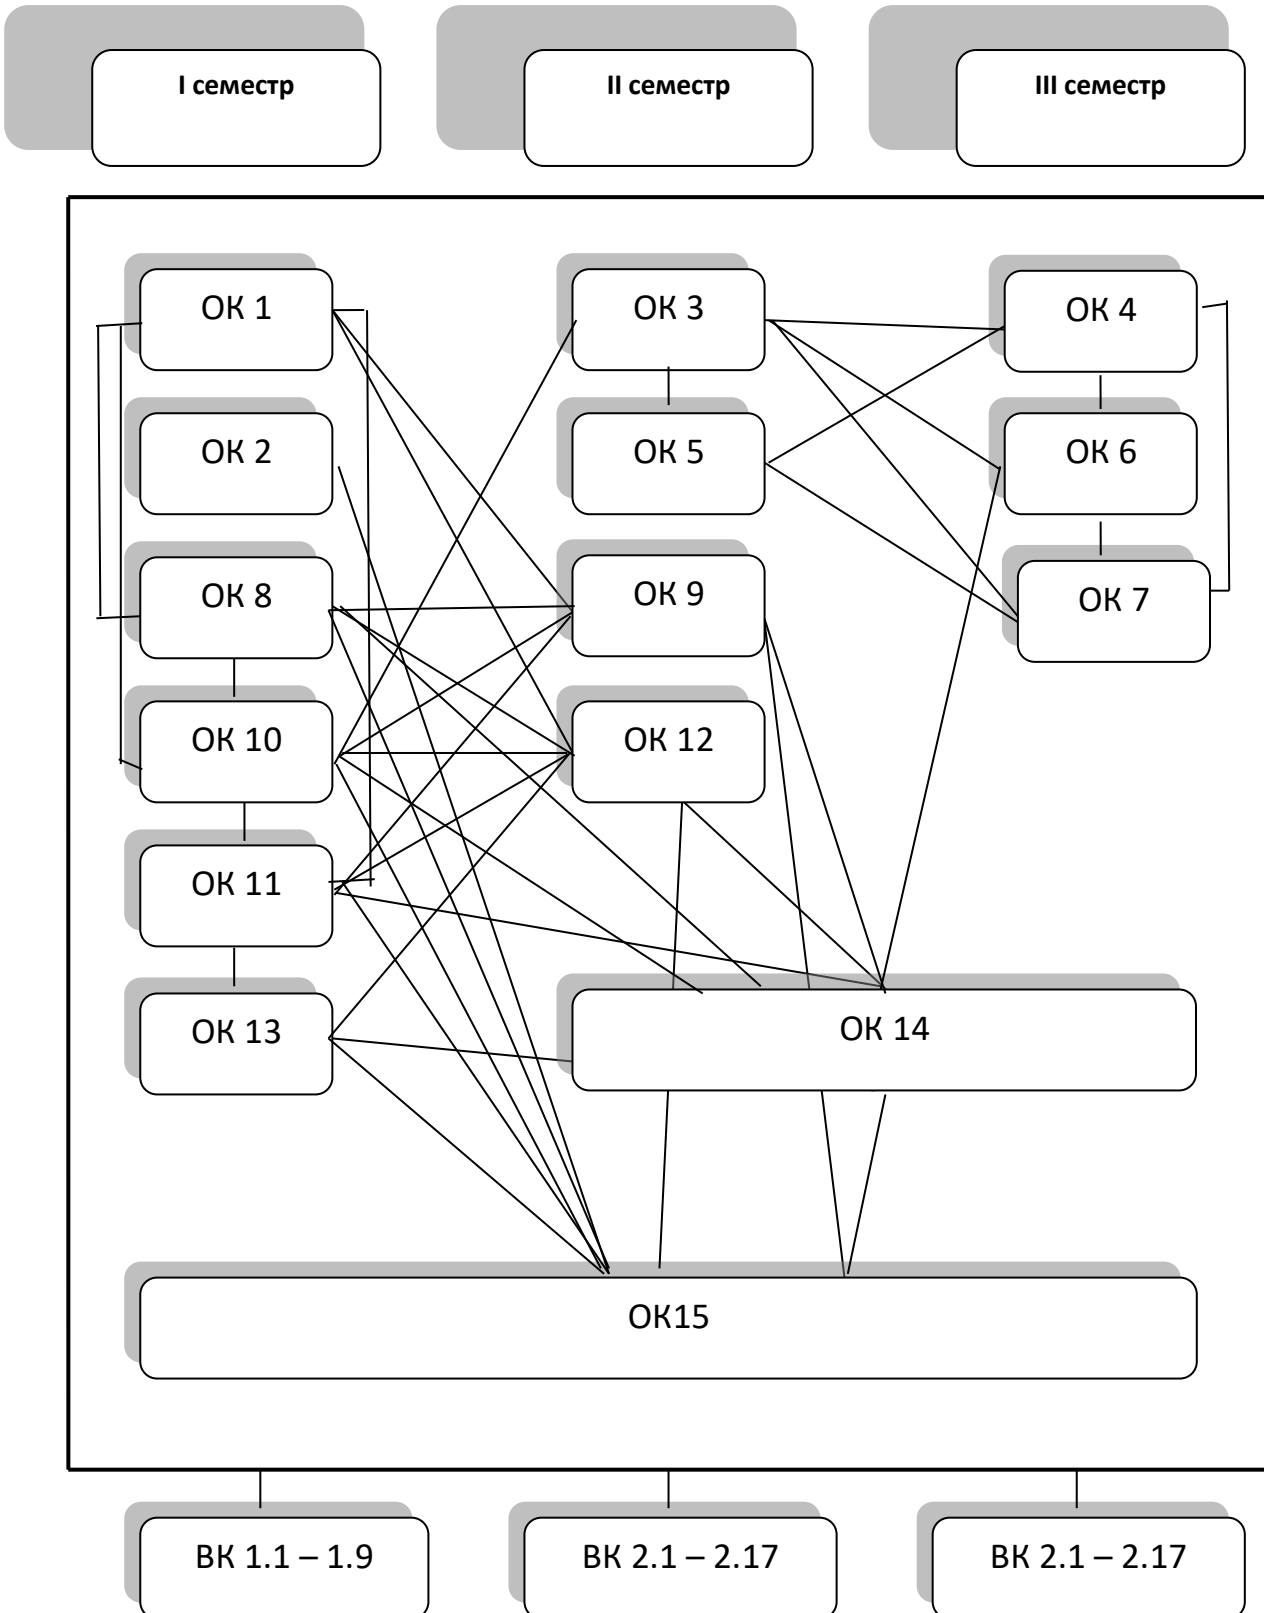 І семестр
ІІ семестр
ІІІ семестр
ОК 1
ОК 3
ОК 4
ОК 2
ОК 5
ОК 6
ОК 8
ОК 9
ОК 7
ОК 10
ОК 12
ОК 11
ОК 13
ОК 14
ОК15
ВК 1.1 – 1.9
ВК 2.1 – 2.17
ВК 2.1 – 2.17